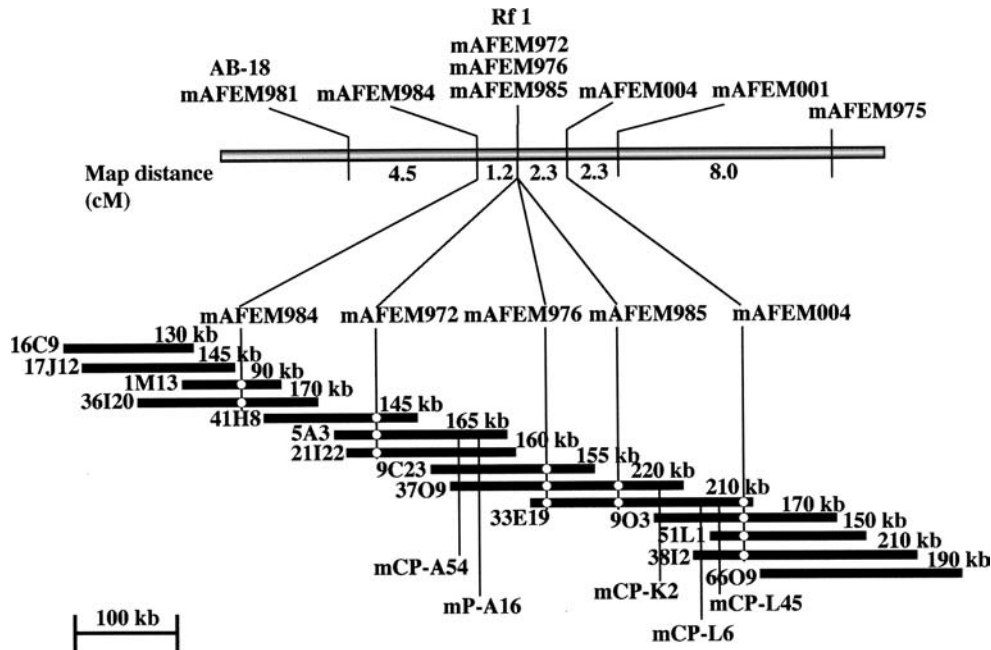 Rf 1
mAFEM972
AB-18
mAFEM976
mAFEM981
mAFEM984
mAFEM985
mAFEM004
mAFEM001
mAFEM975
Map distance
(cM)
4.5
1.2
2.3
2.3
8.0
mAFEM984
mAFEM972
mAFEM976
mAFEM985
mAFEM004
16C9
130 kb
17J12
145 kb
1M13
90 kb
36I20
170 kb
41H8
145 kb
5A3
165 kb
21I22
160 kb
9C23
155 kb
37O9
220 kb
33E19
210 kb
9O3
170 kb
51L1
150 kb
38I2
210 kb
66O9
190 kb
mCP-A54
mP-A16
mCP-K2
mCP-L45
mCP-L6
100 kb